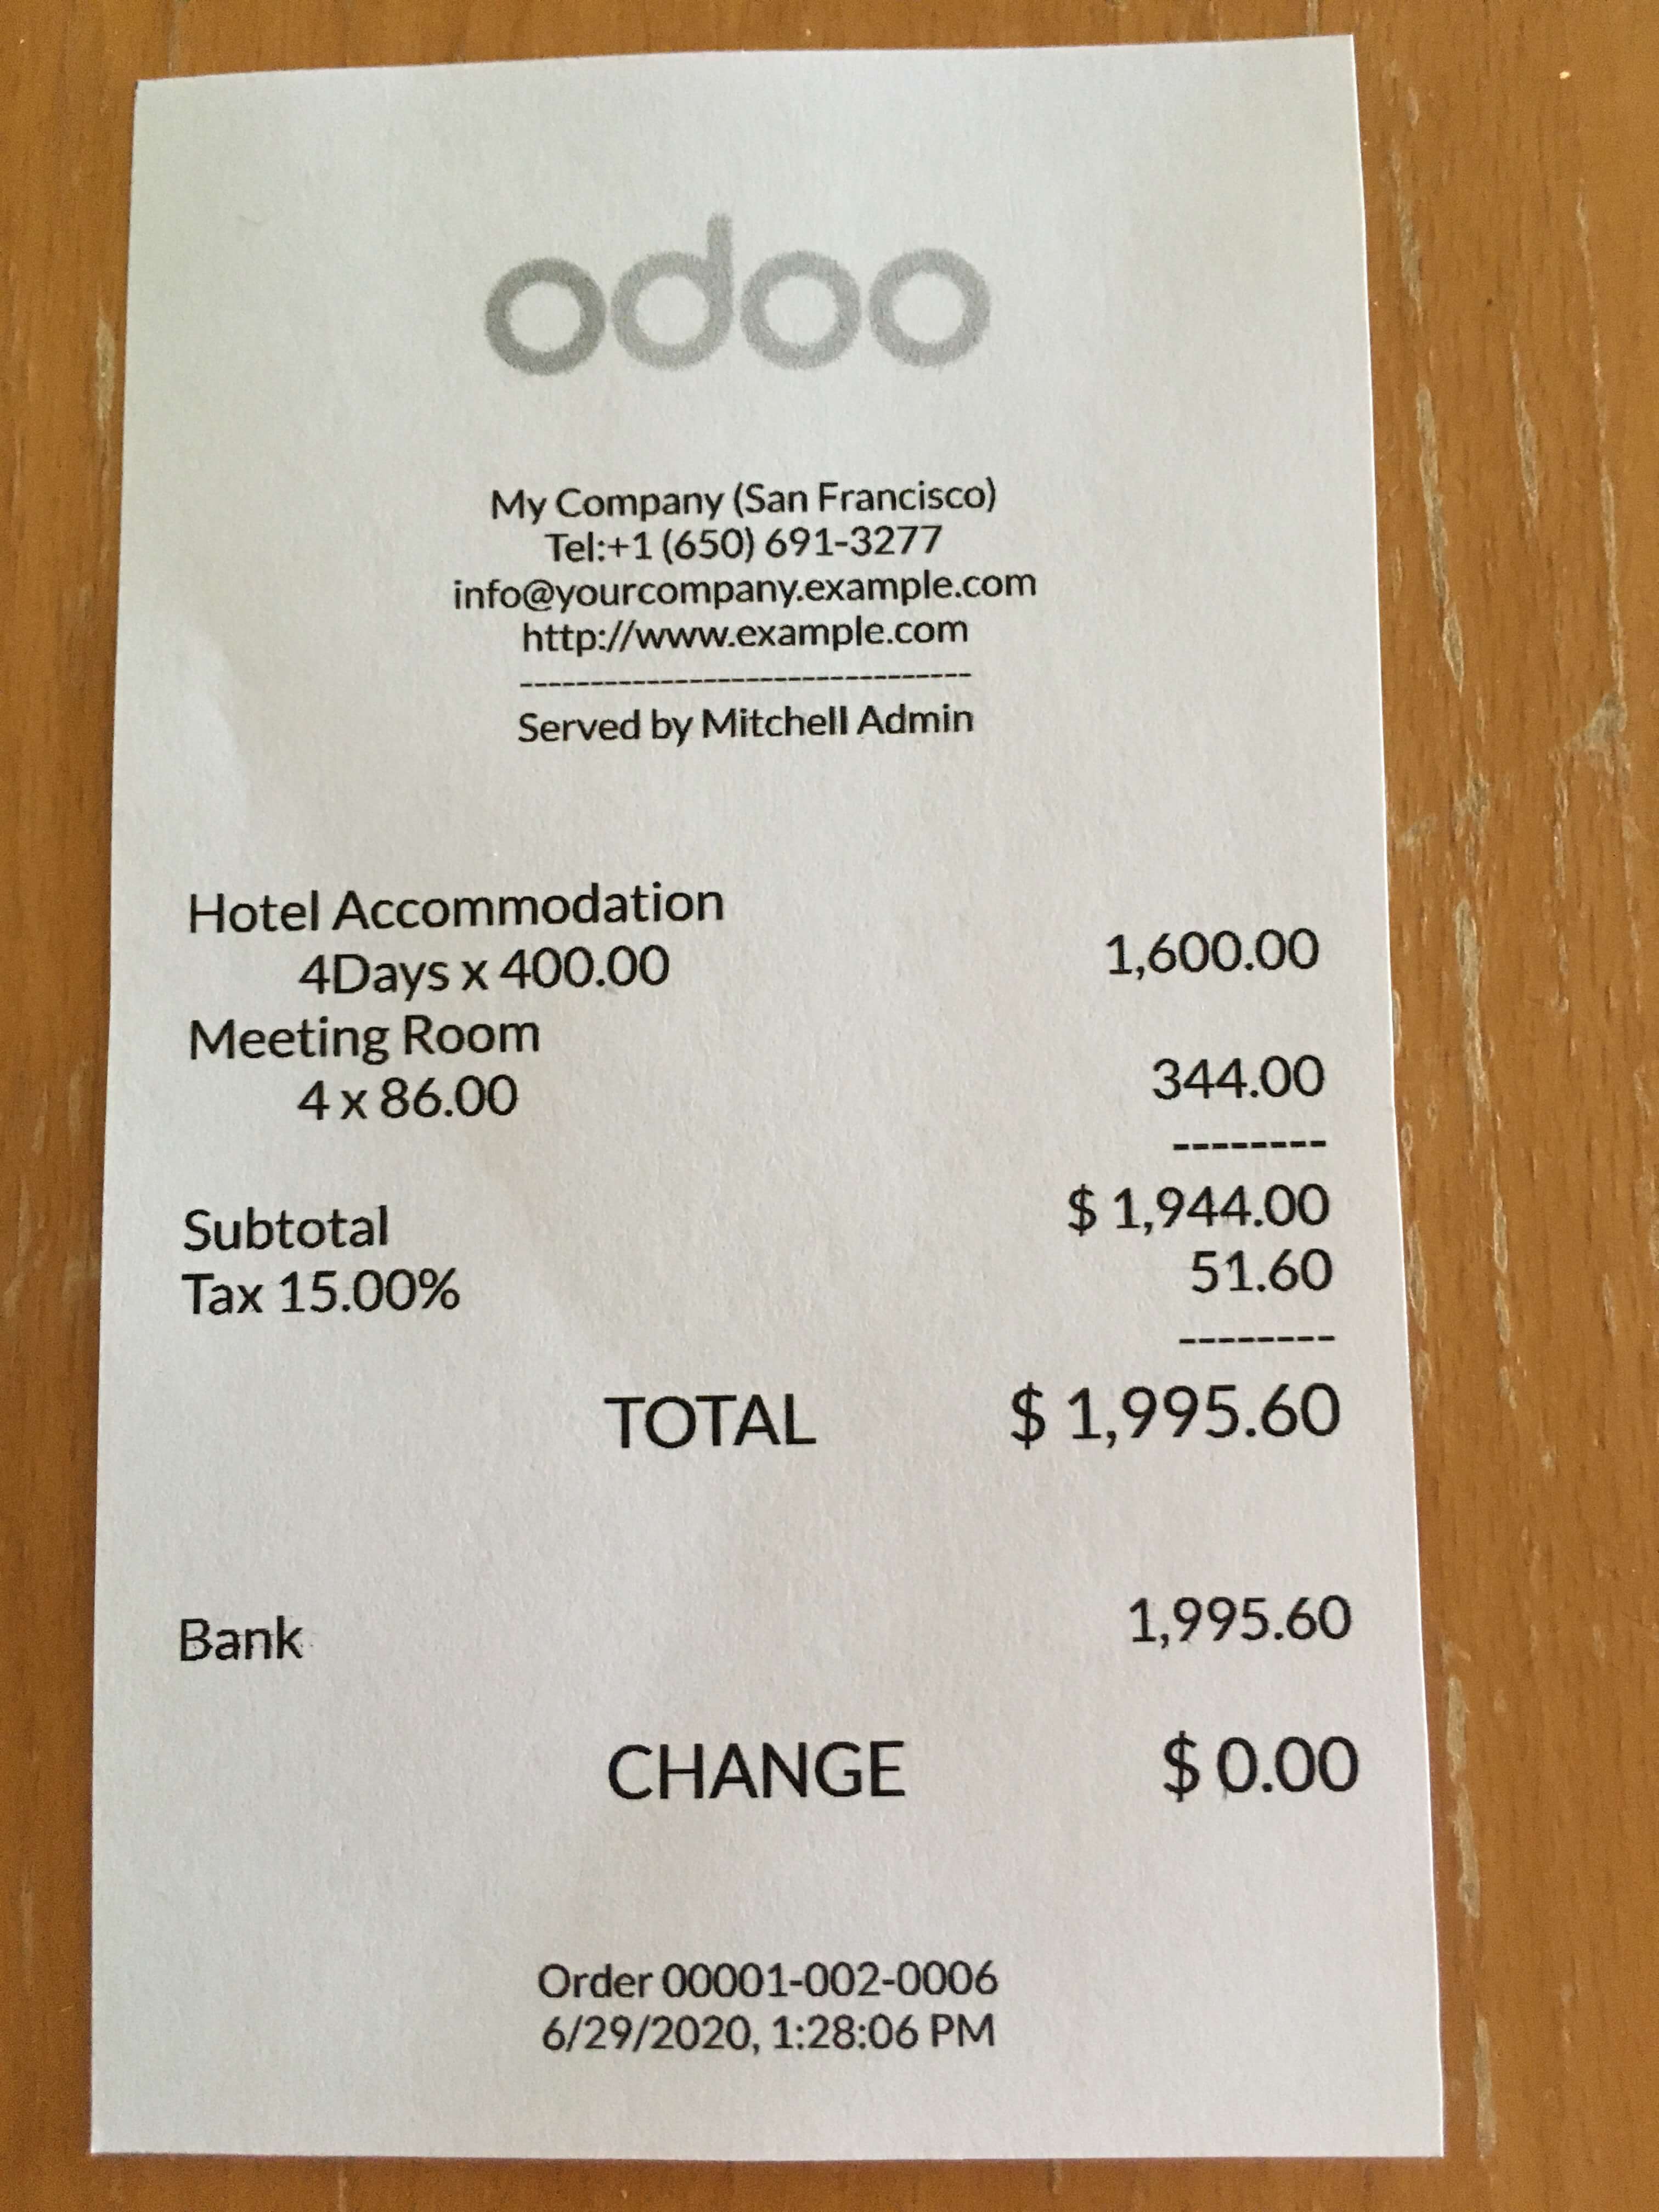 odoo
My Company (San Francisco)
Tel:+1 (650) 691-3277
info@yourcompany.example.com
http://www.example.com
--------------------------------
Served by Mitchell Admin
Hotel Accommodation
4Days x 400.00 1,600.00
Meeting Room
4 x 86.00 344.00
--------
Subtotal $ 1,944.00
Tax 15.00% 51.60
--------
TOTAL $ 1,995.60
Bank 1,995.60
CHANGE $ 0.00
Order 00001-002-0006
6/29/2020, 1:28:06 PM